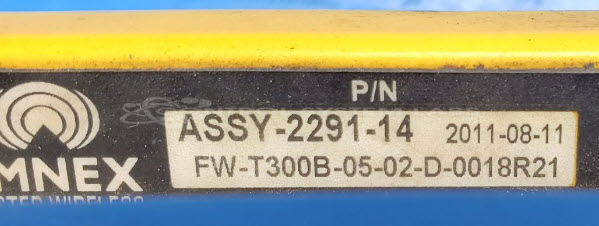 P/N
ASSY-2291-14 2011-08-11
FW-T300B-05-02-D-0018R21
MNEX